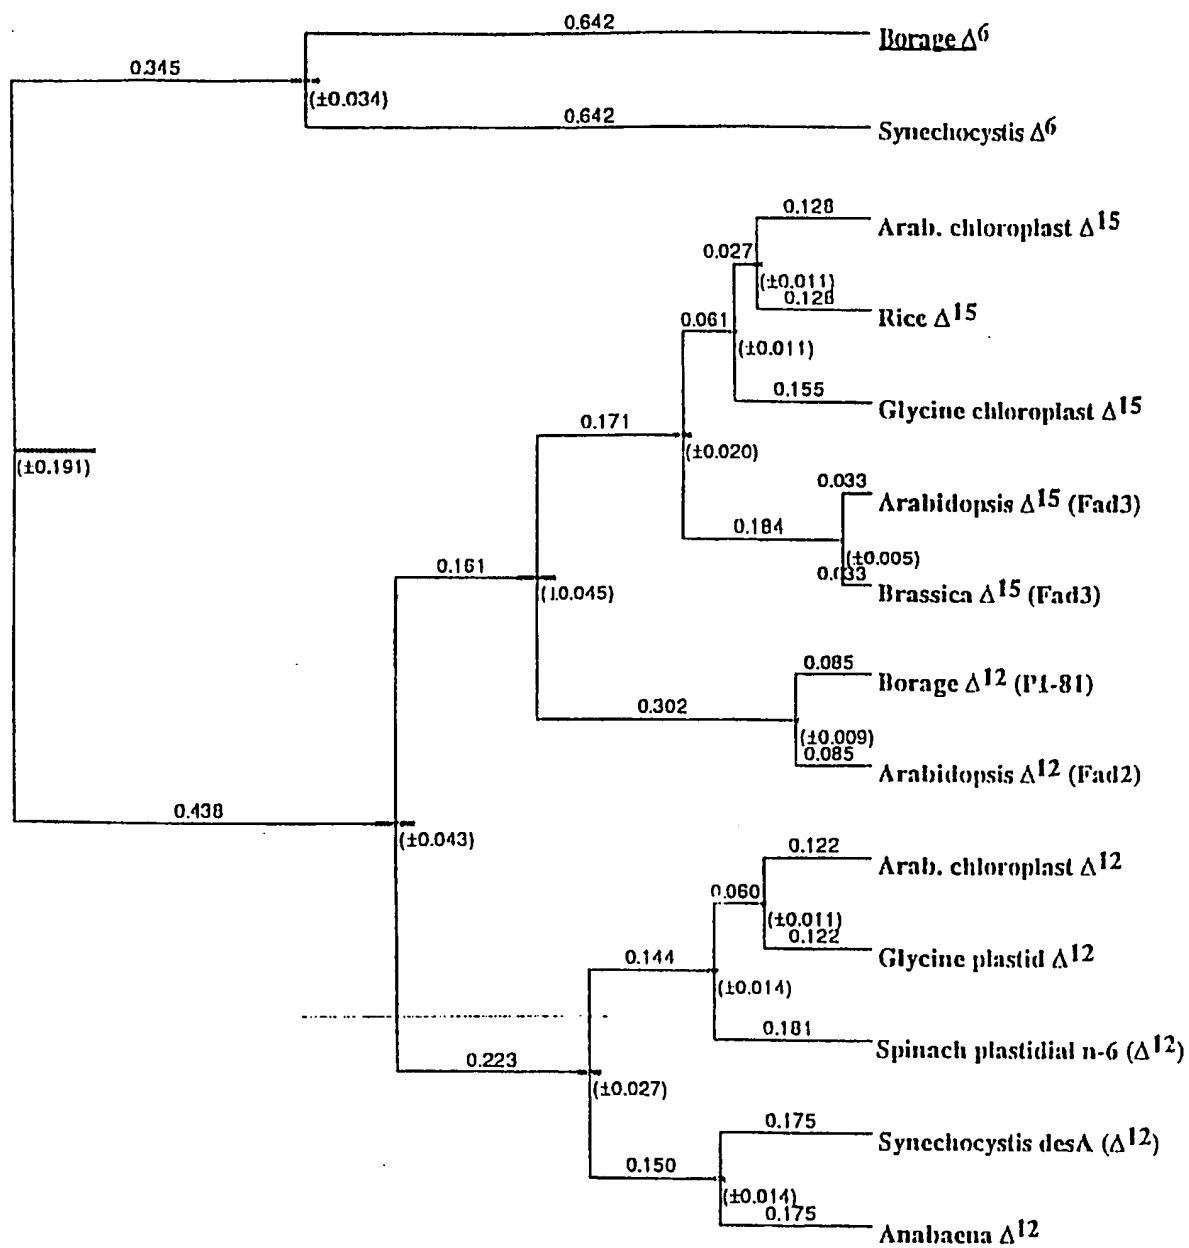 0.642
Borage Δ6
0.345
(±0.034)
0.642
Synechocystis Δ6
0.128
Arab. chloroplast Δ15
0.027
(±0.011)
0.128
Rice Δ15
0.061
(±0.011)
0.155
Glycine chloroplast Δ15
0.171
(±0.020)
(±0.191)
0.033
Arabidopsis Δ15 (Fad3)
0.184
(±0.005)
0.033
Brassica Δ15 (Fad3)
0.161
(±0.045)
0.085
Borage Δ12 (P1-81)
0.302
(±0.009)
0.085
Arabidopsis Δ12 (Fad2)
0.438
(±0.043)
0.122
Arab. chloroplast Δ12
0.060
(±0.011)
0.122
Glycine plastid Δ12
0.144
(±0.014)
0.181
Spinach plastidial n-6 (Δ12)
0.223
(±0.027)
0.175
Synechocystis desA (Δ12)
0.150
(±0.014)
0.175
Anabaena Δ12